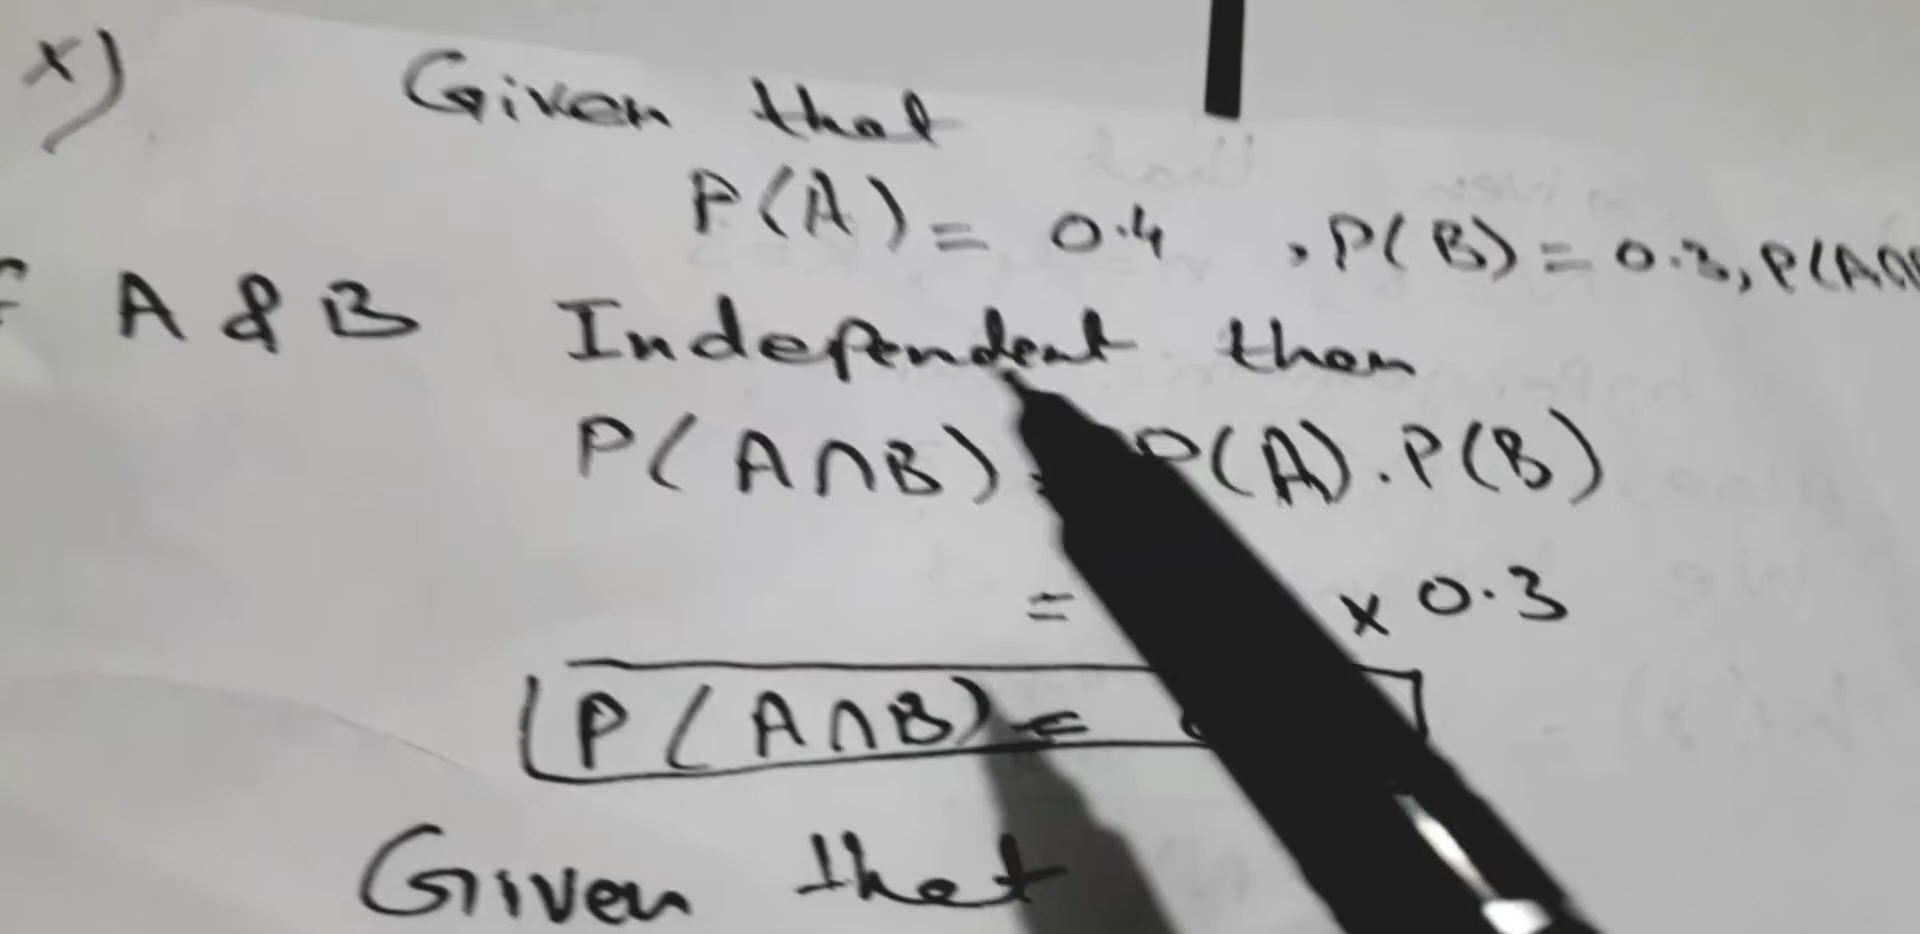 x) Given that
P(A) = 0.4 , P(B) = 0.3, P(A∩
A & B Independent then
P(A∩B) P(A).P(B)
= x 0.3
P(A∩B) =
Given that